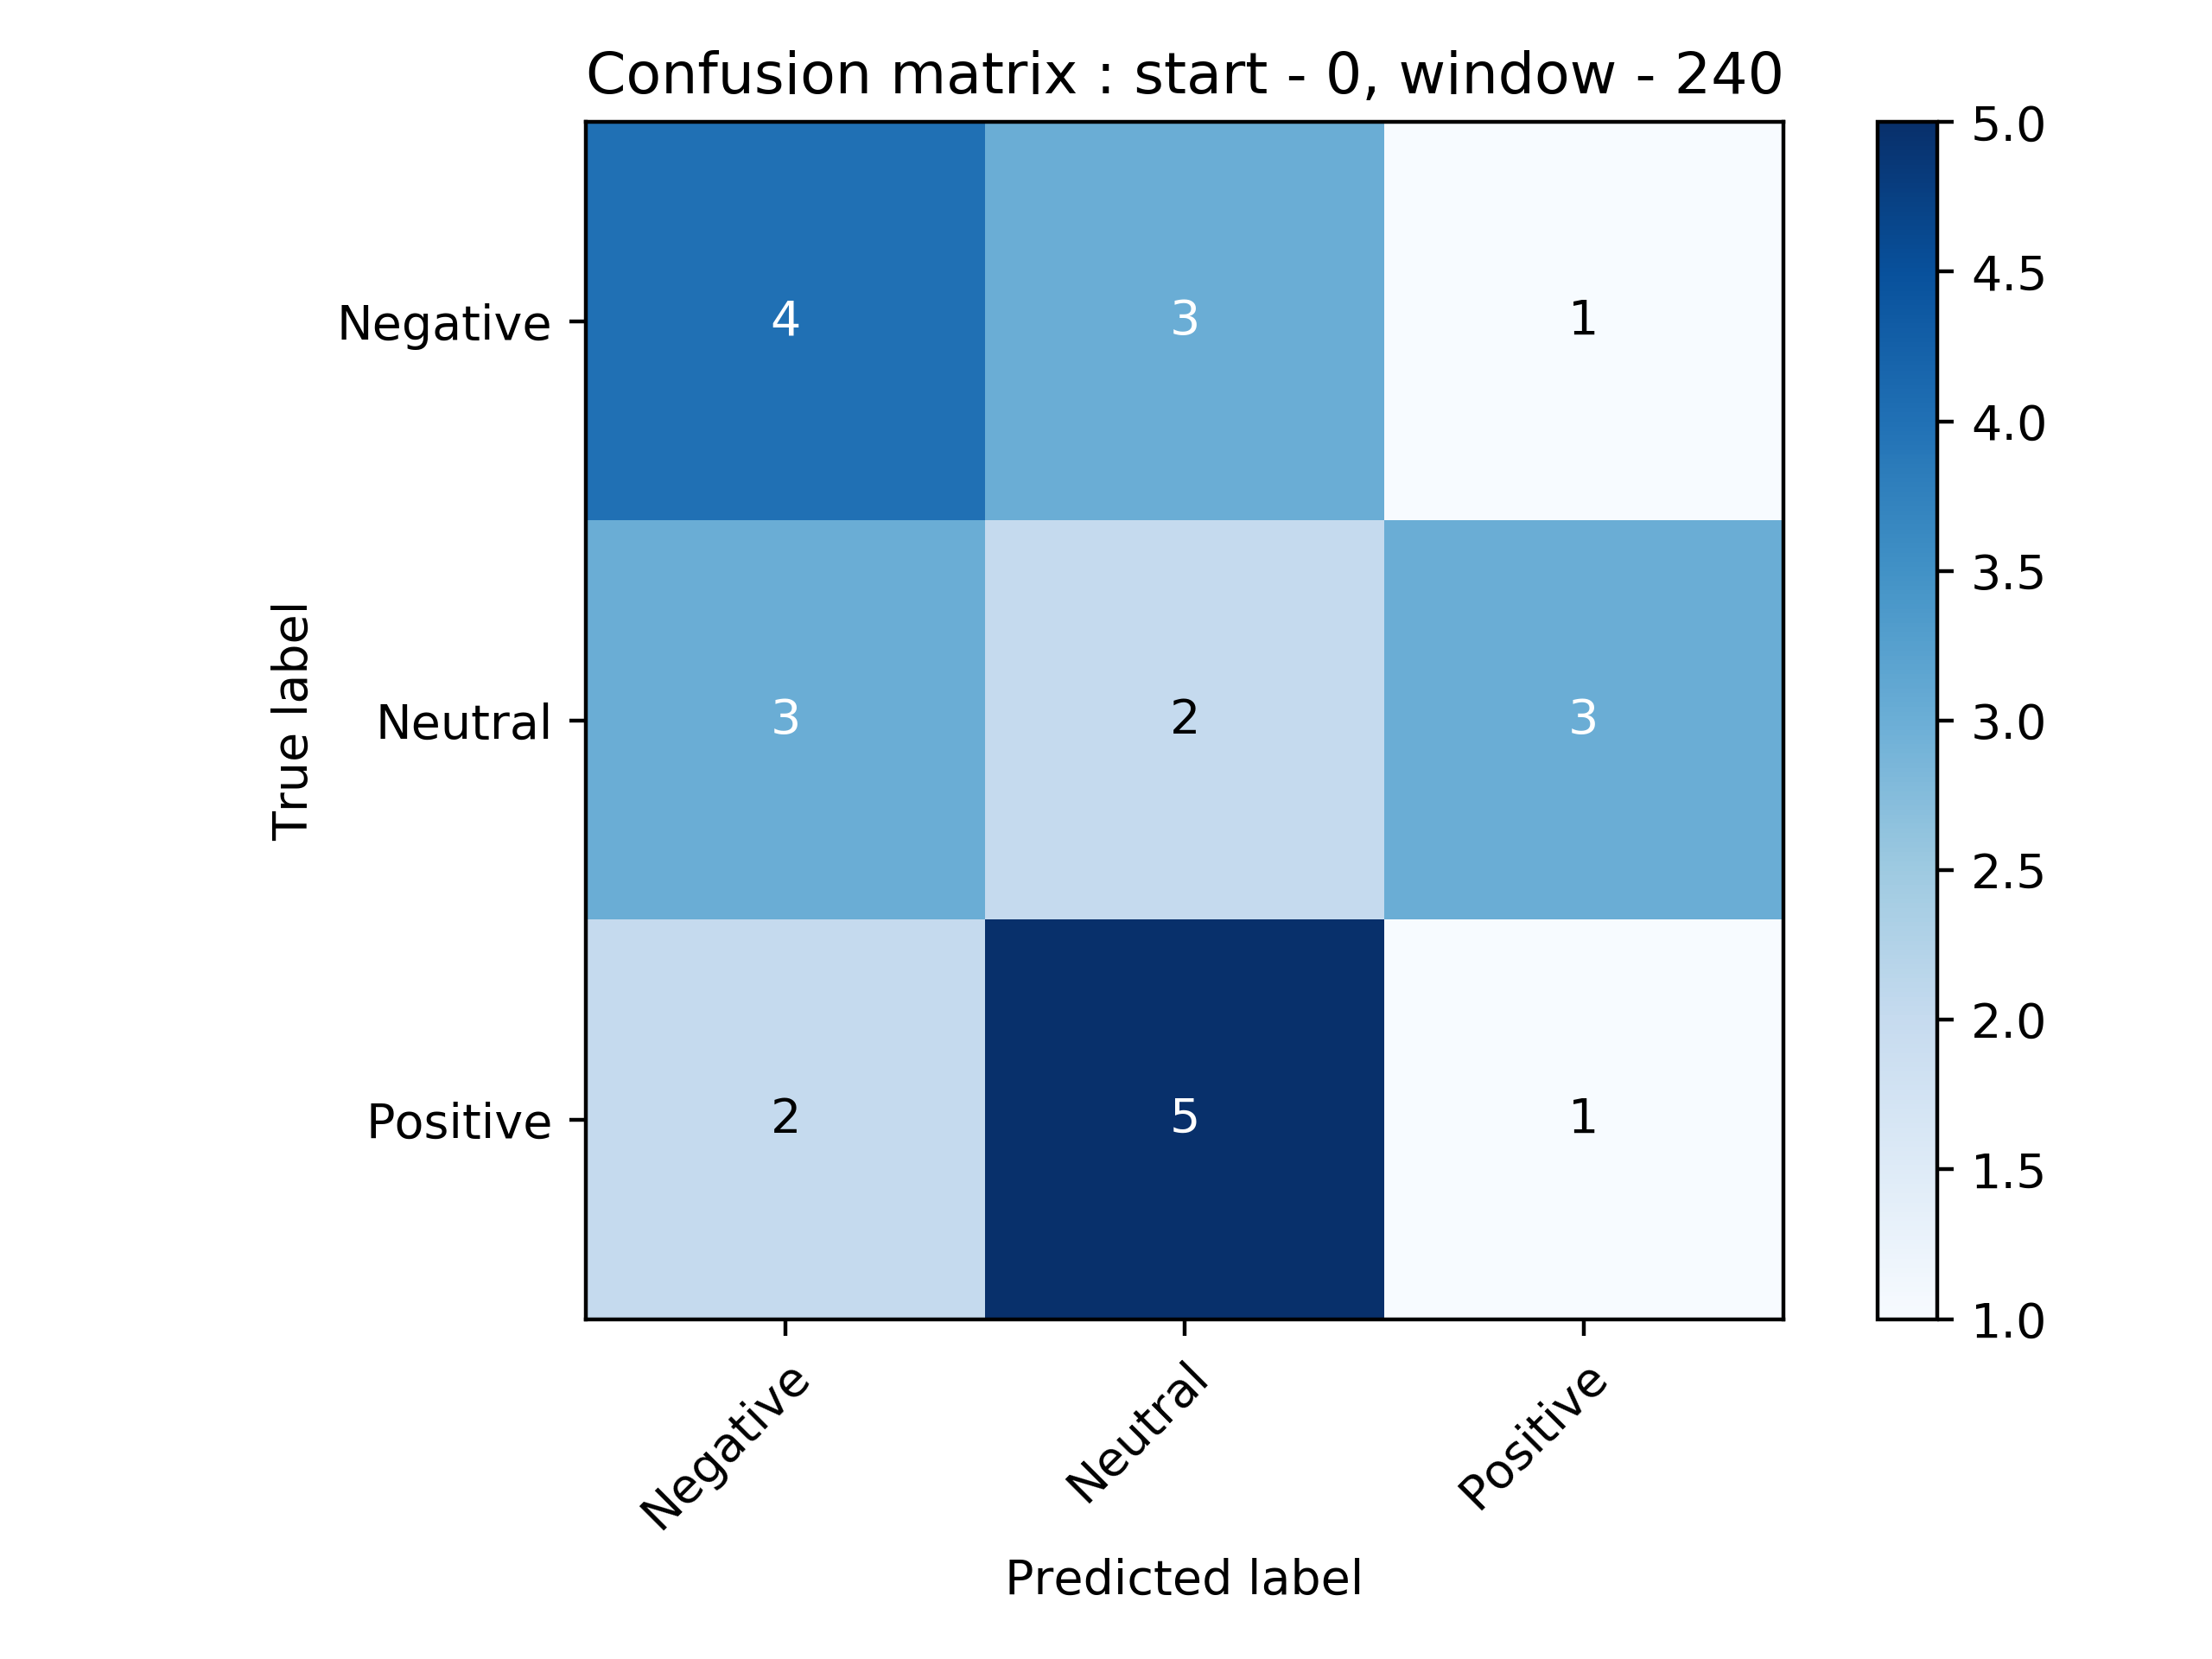 Confusion matrix : start - 0, window - 240
True label
Negative
4 3 1
Neutral
3 2 3
Positive
2 5 1
Negative
Neutral
Positive
Predicted label
5.0
4.5
4.0
3.5
3.0
2.5
2.0
1.5
1.0